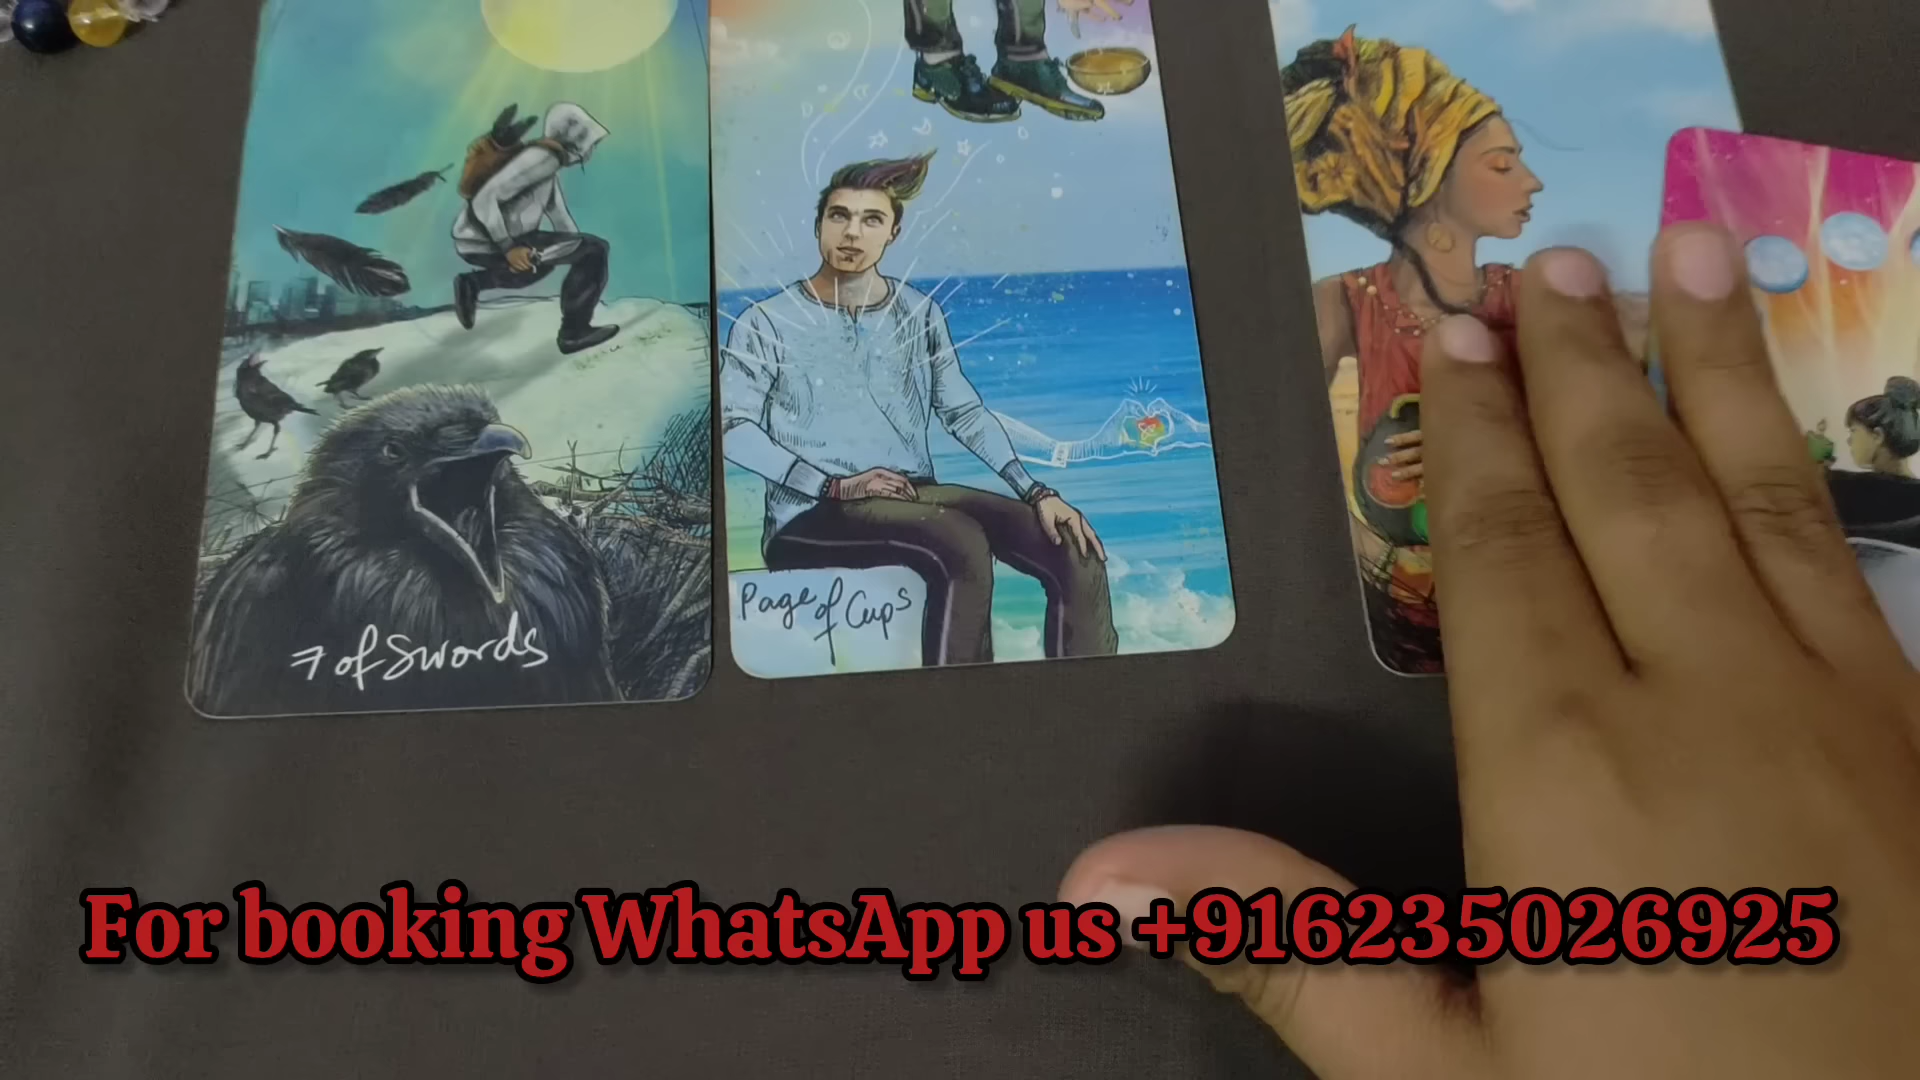 7 of Swords
Page of Cups
For booking WhatsApp us +916235026925